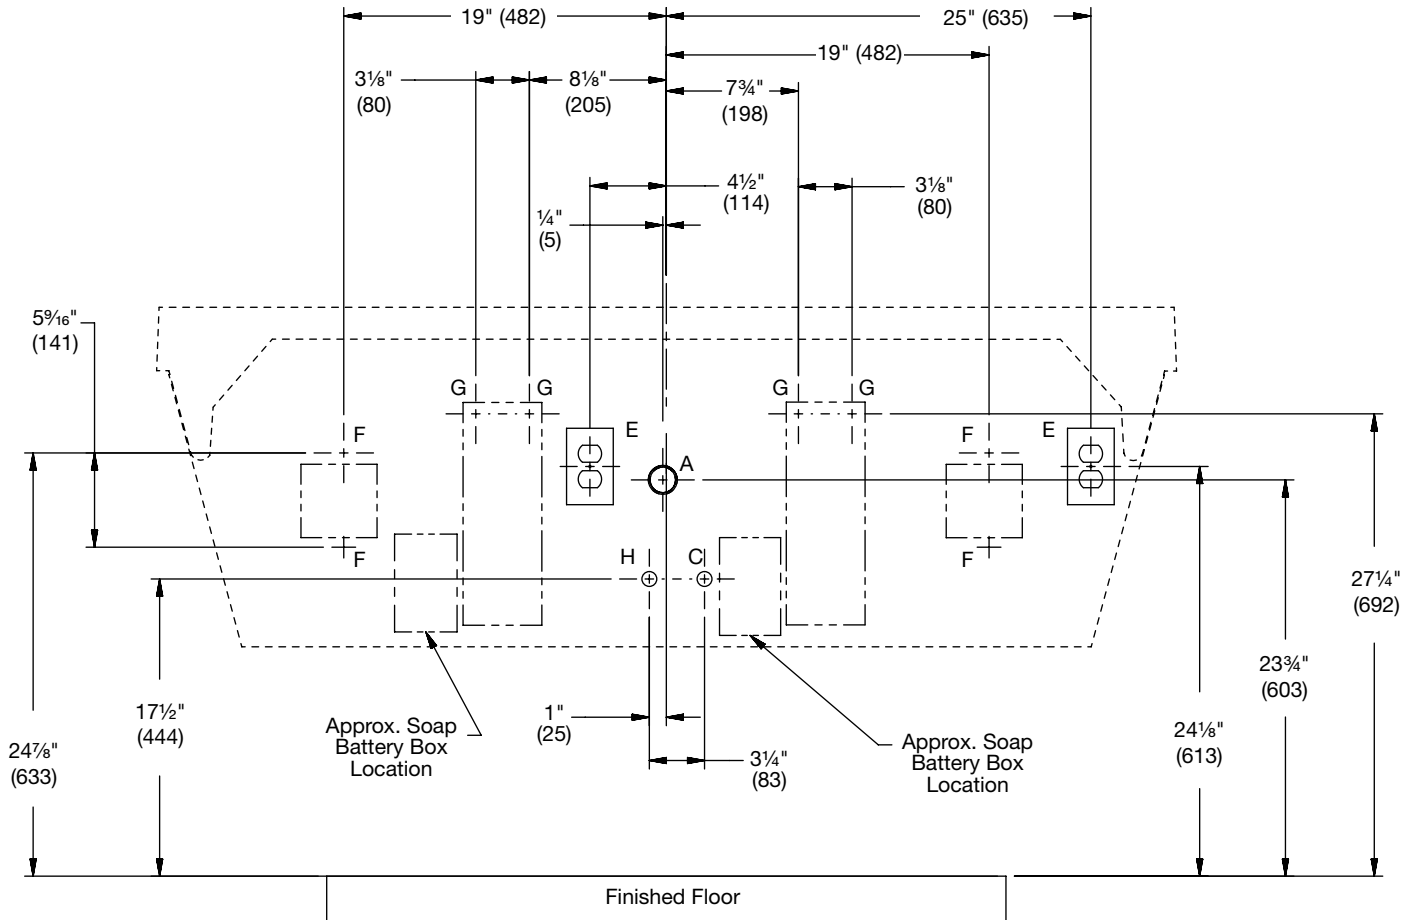 19" (482)
25" (635)
19" (482)
3⅛"
(80)
8⅛"
(205)
7¾"
(198)
4½"
(114)
3⅛"
(80)
¼"
(5)
5⁹⁄₁₆"
(141)
G
G
G
G
F
E
F
E
A
F
F
H
C
27¼"
(692)
23¾"
(603)
17½"
(444)
1"
(25)
Approx. Soap
Battery Box
Location
Approx. Soap
Battery Box
Location
24⅛"
(613)
24⅞"
(633)
3¼"
(83)
Finished Floor